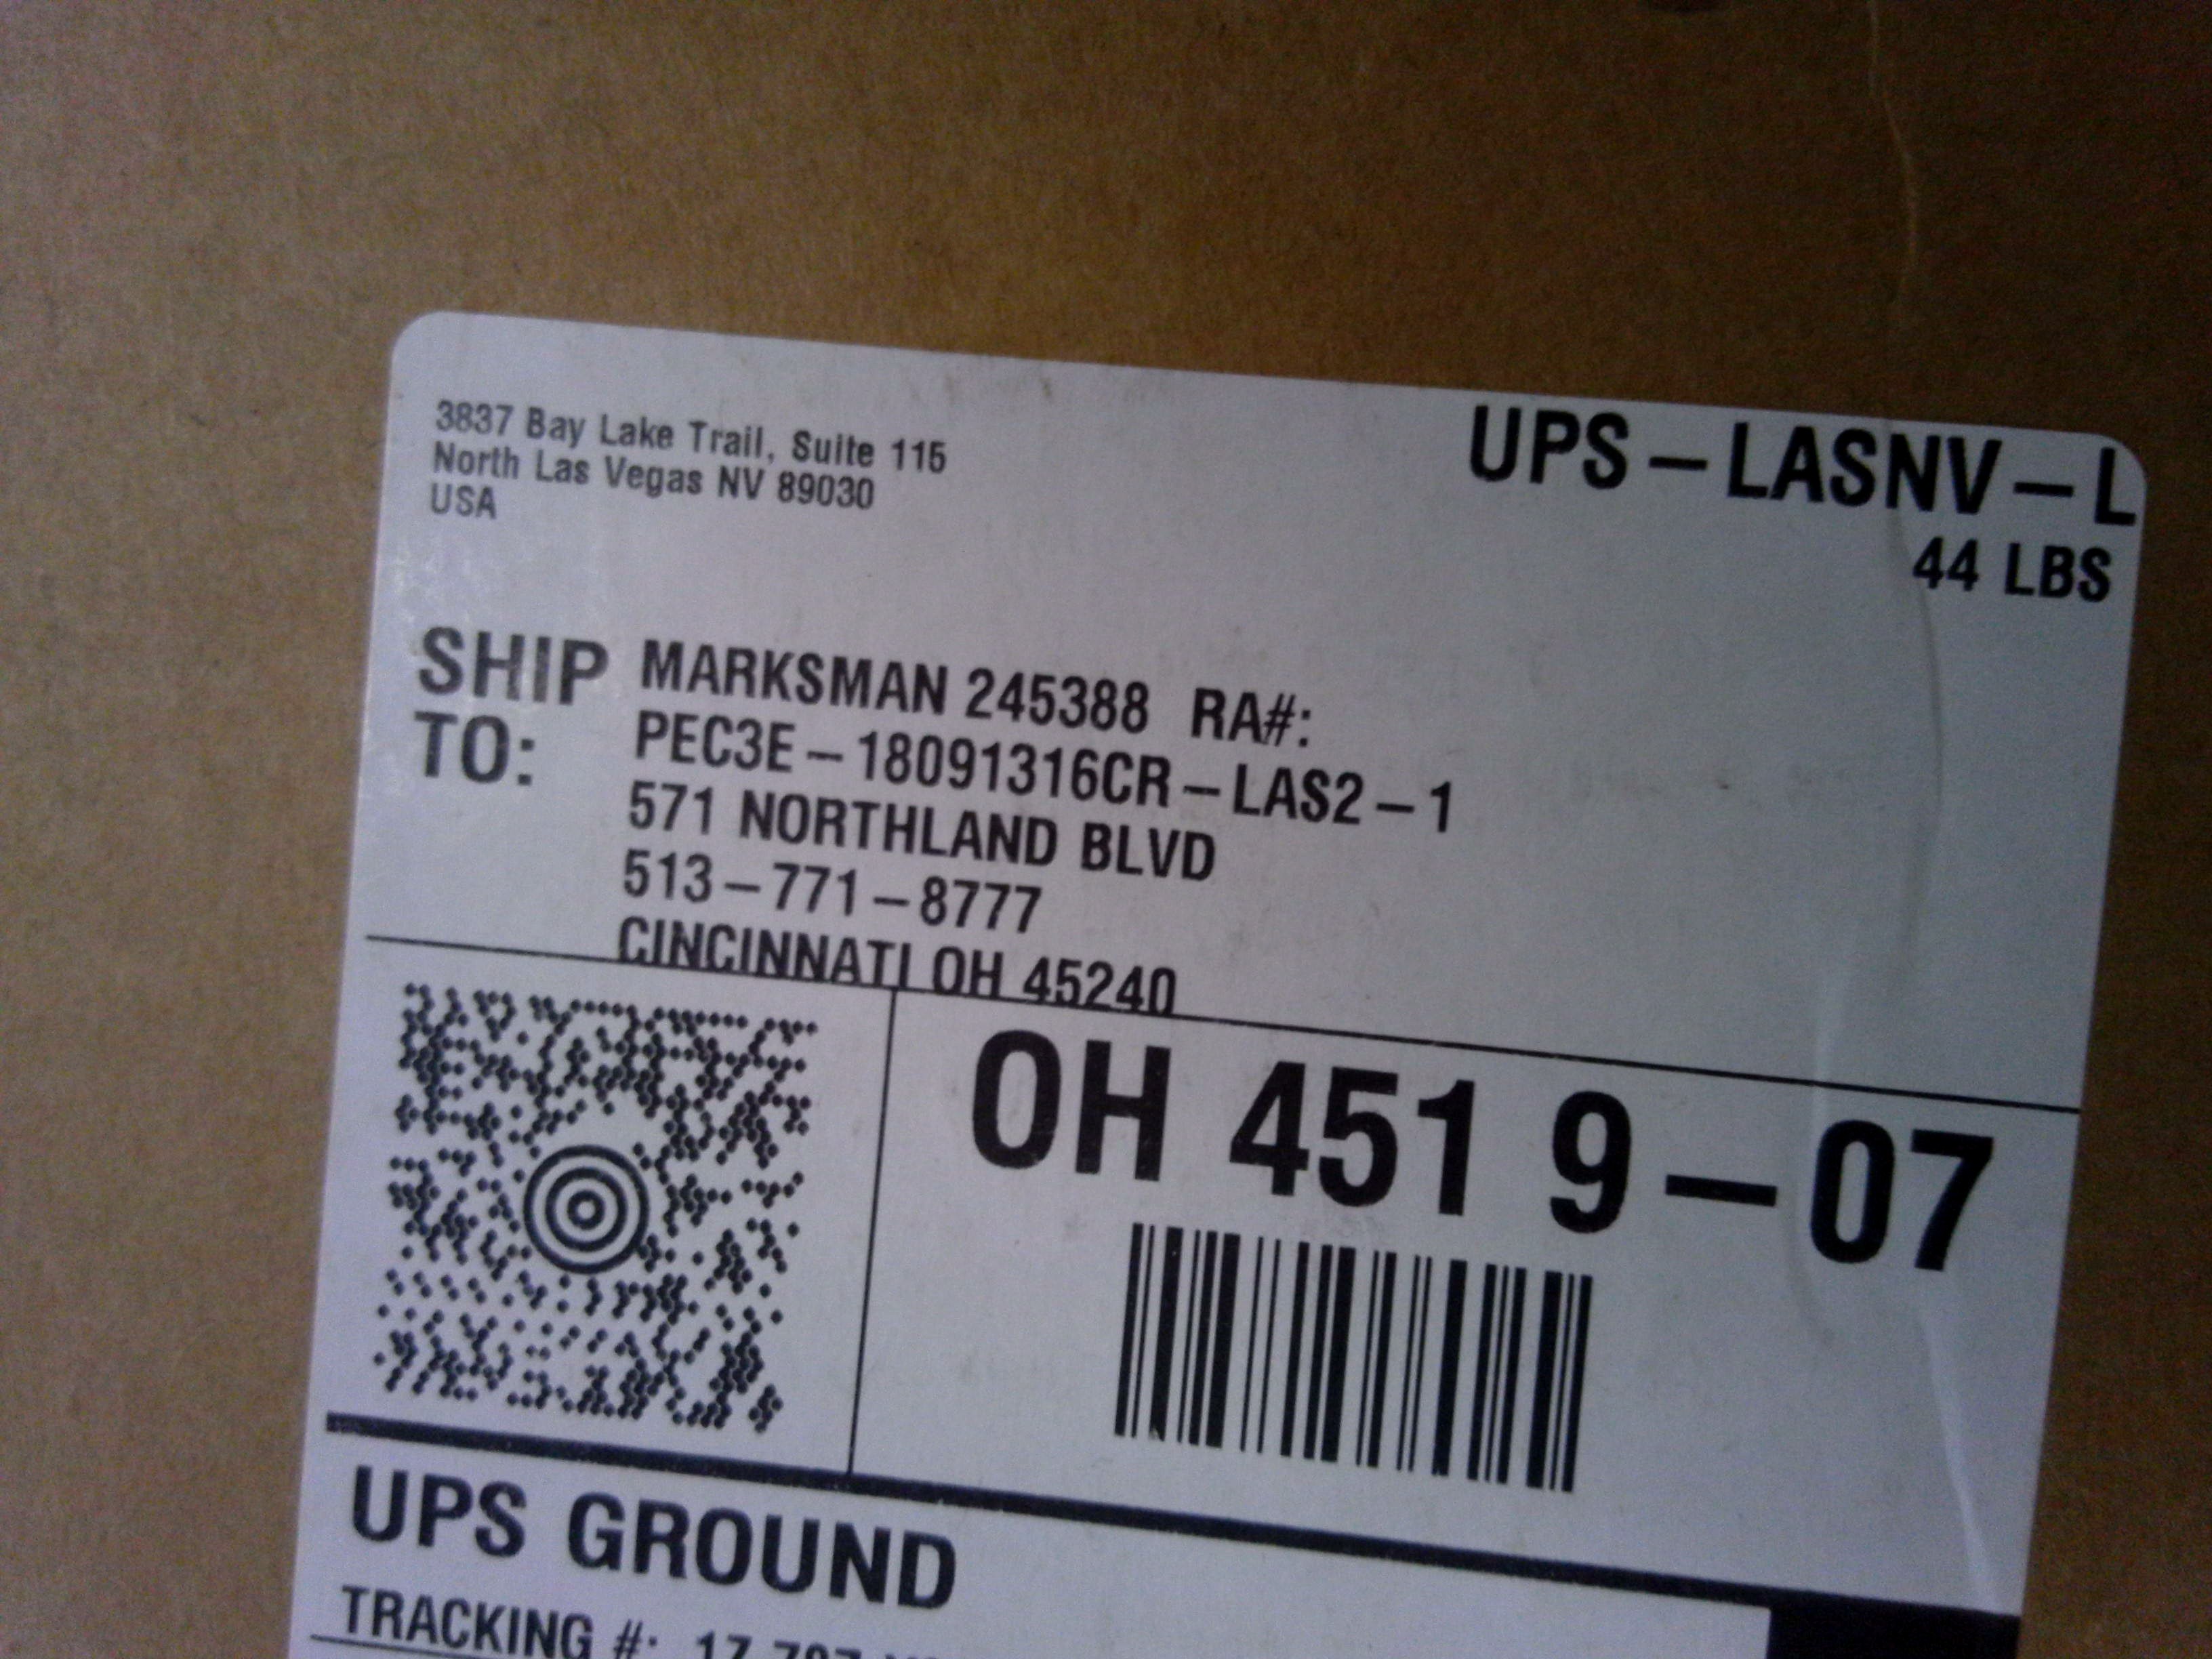 3837 Bay Lake Trail, Suite 115
North Las Vegas NV 89030
USA
UPS-LASNV-L
44 LBS
SHIP TO:
MARKSMAN 245388 RA#:
PEC3E-18091316CR-LAS2-1
571 NORTHLAND BLVD
513-771-8777
CINCINNATI OH 45240
OH 451 9-07
UPS GROUND
TRACKING #: